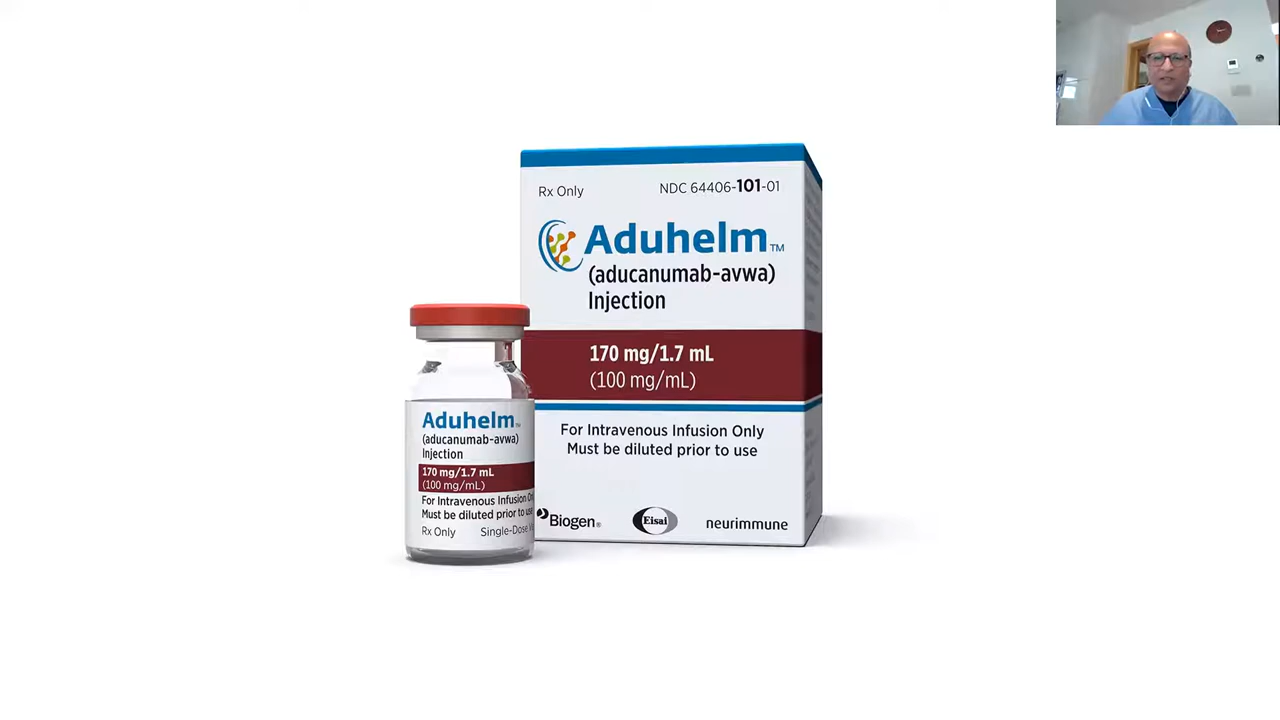 Rx Only
NDC 64406-101-01
Aduhelm™
(aducanumab-avwa)
Injection
170 mg/1.7 mL
(100 mg/mL)
For Intravenous Infusion Only
Must be diluted prior to use
Biogen®
Eisai
neurimmune
Aduhelm™
(aducanumab-avwa)
Injection
170 mg/1.7 mL
(100 mg/mL)
For Intravenous Infusion
Must be diluted prior to use
Rx Only
Single-Dose